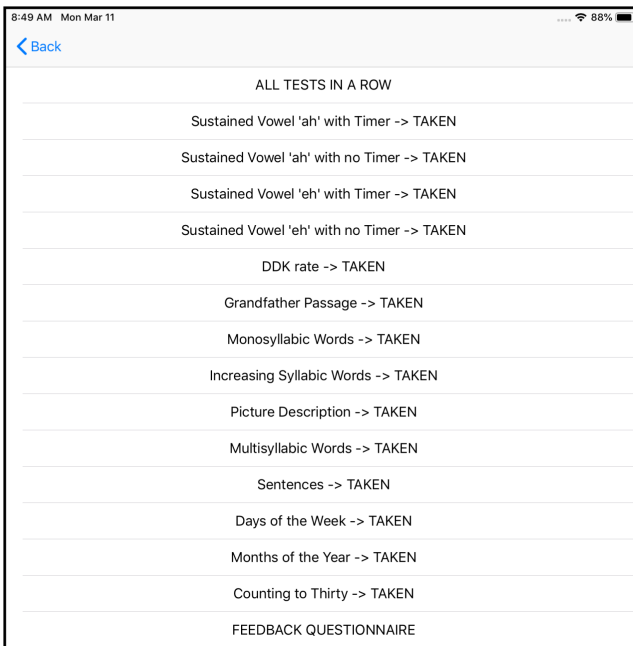 8:49 AM Mon Mar 11 88%
Back
ALL TESTS IN A ROW
Sustained Vowel 'ah' with Timer -> TAKEN
Sustained Vowel 'ah' with no Timer -> TAKEN
Sustained Vowel 'eh' with Timer -> TAKEN
Sustained Vowel 'eh' with no Timer -> TAKEN
DDK rate -> TAKEN
Grandfather Passage -> TAKEN
Monosyllabic Words -> TAKEN
Increasing Syllabic Words -> TAKEN
Picture Description -> TAKEN
Multisyllabic Words -> TAKEN
Sentences -> TAKEN
Days of the Week -> TAKEN
Months of the Year -> TAKEN
Counting to Thirty -> TAKEN
FEEDBACK QUESTIONNAIRE